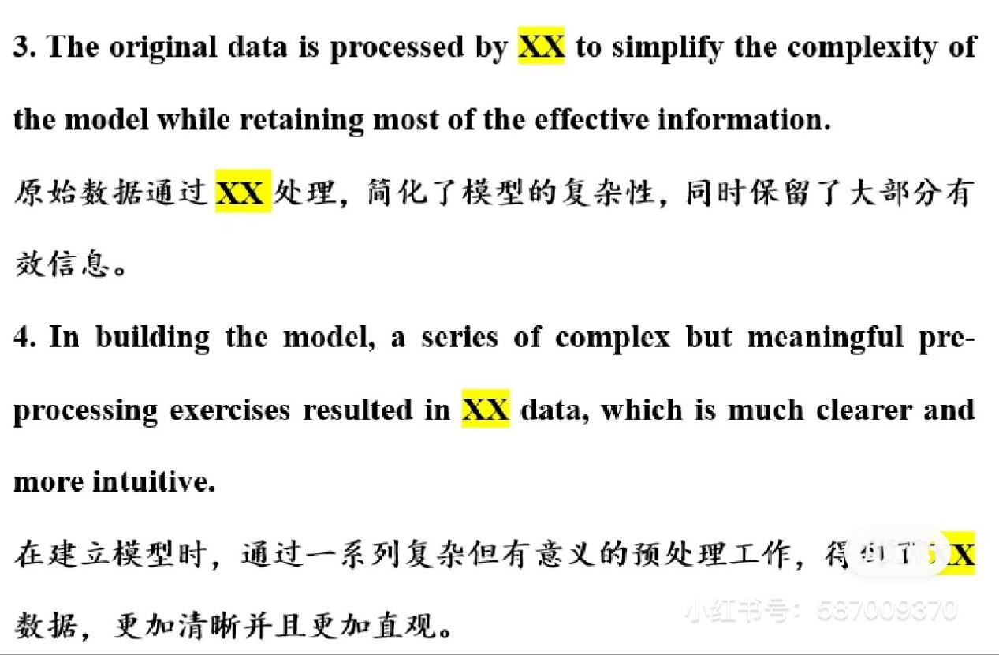 3. The original data is processed by XX to simplify the complexity of
the model while retaining most of the effective information.
原始数据通过 XX 处理，简化了模型的复杂性，同时保留了大部分有
效信息。
4. In building the model, a series of complex but meaningful pre-
processing exercises resulted in XX data, which is much clearer and
more intuitive.
在建立模型时，通过一系列复杂但有意义的预处理工作，得到了 XX
数据，更加清晰并且更加直观。
小红书号：587009370